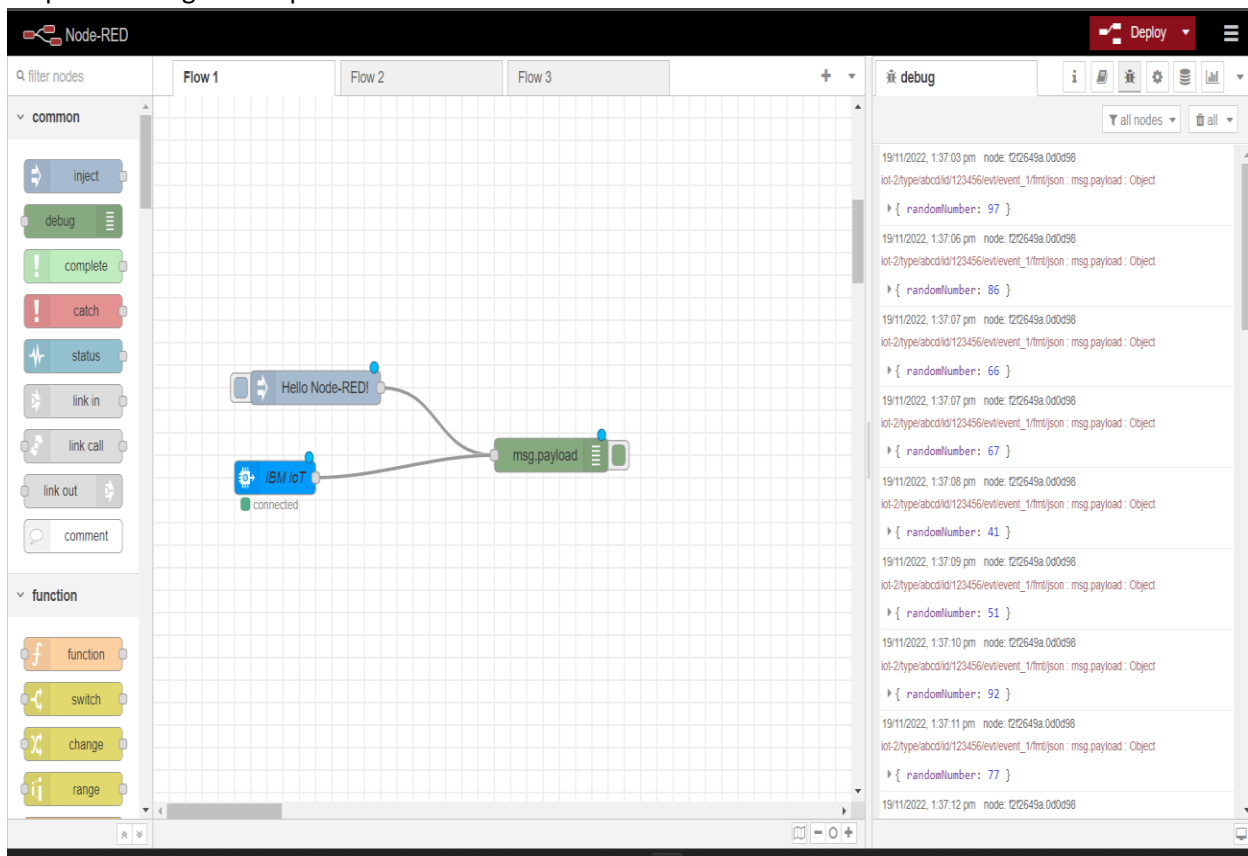 Node-RED
Deploy
filter nodes
Flow 1
Flow 2
Flow 3
debug
i
all nodes
all
common
inject
debug
complete
catch
status
link in
link call
link out
comment
function
function
switch
change
range
Hello Node-RED!
IBM IoT
connected
msg.payload
19/11/2022, 1:37:03 pm node: f2f2649a.0d0d98
iot-2/type/abcd/id/123456/evt/event_1/fmt/json : msg.payload : Object
{ randomNumber: 97 }
19/11/2022, 1:37:06 pm node: f2f2649a.0d0d98
iot-2/type/abcd/id/123456/evt/event_1/fmt/json : msg.payload : Object
{ randomNumber: 86 }
19/11/2022, 1:37:07 pm node: f2f2649a.0d0d98
iot-2/type/abcd/id/123456/evt/event_1/fmt/json : msg.payload : Object
{ randomNumber: 66 }
19/11/2022, 1:37:07 pm node: f2f2649a.0d0d98
iot-2/type/abcd/id/123456/evt/event_1/fmt/json : msg.payload : Object
{ randomNumber: 67 }
19/11/2022, 1:37:08 pm node: f2f2649a.0d0d98
iot-2/type/abcd/id/123456/evt/event_1/fmt/json : msg.payload : Object
{ randomNumber: 41 }
19/11/2022, 1:37:09 pm node: f2f2649a.0d0d98
iot-2/type/abcd/id/123456/evt/event_1/fmt/json : msg.payload : Object
{ randomNumber: 51 }
19/11/2022, 1:37:10 pm node: f2f2649a.0d0d98
iot-2/type/abcd/id/123456/evt/event_1/fmt/json : msg.payload : Object
{ randomNumber: 92 }
19/11/2022, 1:37:11 pm node: f2f2649a.0d0d98
iot-2/type/abcd/id/123456/evt/event_1/fmt/json : msg.payload : Object
{ randomNumber: 77 }
19/11/2022, 1:37:12 pm node: f2f2649a.0d0d98